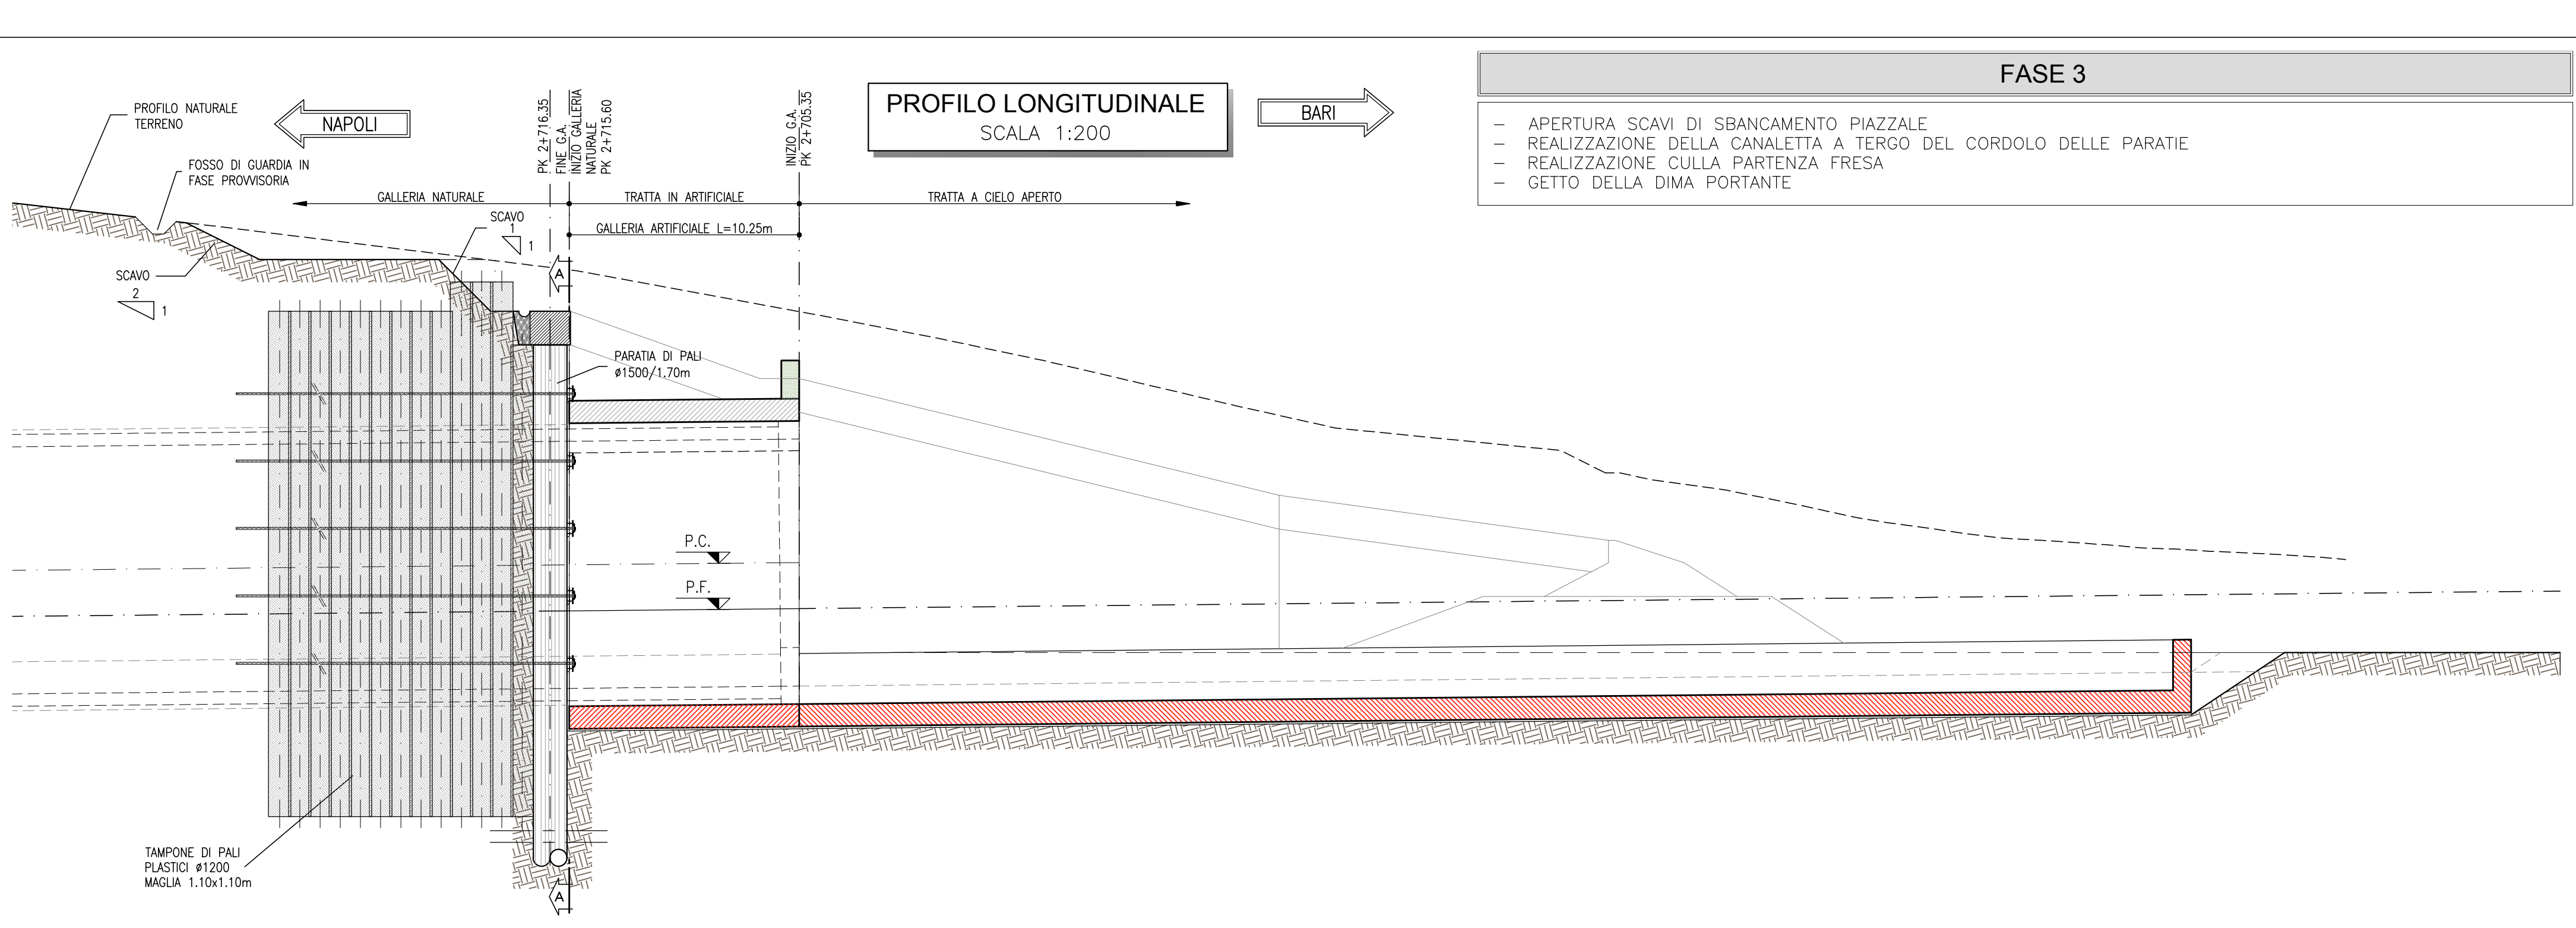 PROFILO NATURALE
TERRENO
NAPOLI
FOSSO DI GUARDIA IN
FASE PROVVISORIA
PK 2+716.35
FINE G.A.
INIZIO GALLERIA
NATURALE
PK 2+715.60
INIZIO G.A.
PK 2+705.35
PROFILO LONGITUDINALE
SCALA 1:200
BARI
FASE 3
- APERTURA SCAVI DI SBANCAMENTO PIAZZALE
- REALIZZAZIONE DELLA CANALETTA A TERGO DEL CORDOLO DELLE PARATIE
- REALIZZAZIONE CULLA PARTENZA FRESA
- GETTO DELLA DIMA PORTANTE
GALLERIA NATURALE
TRATTA IN ARTIFICIALE
TRATTA A CIELO APERTO
GALLERIA ARTIFICIALE L=10.25m
SCAVO
1
1
SCAVO
2
1
A
PARATIA DI PALI
ø1500/1.70m
P.C.
P.F.
TAMPONE DI PALI
PLASTICI ø1200
MAGLIA 1.10x1.10m
A